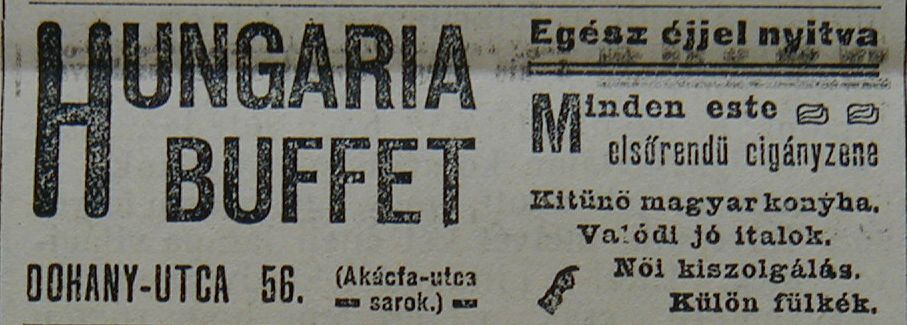 HUNGARIA
BUFFET
DOHANY-UTCA 56. (Akácfa-utca
sarok.)
Egész éjjel nyitva
Minden este
elsőrendü cigányzene
Kitünö magyar konyha.
Valódi jó italok.
Női kiszolgálás.
Külön fülkék.